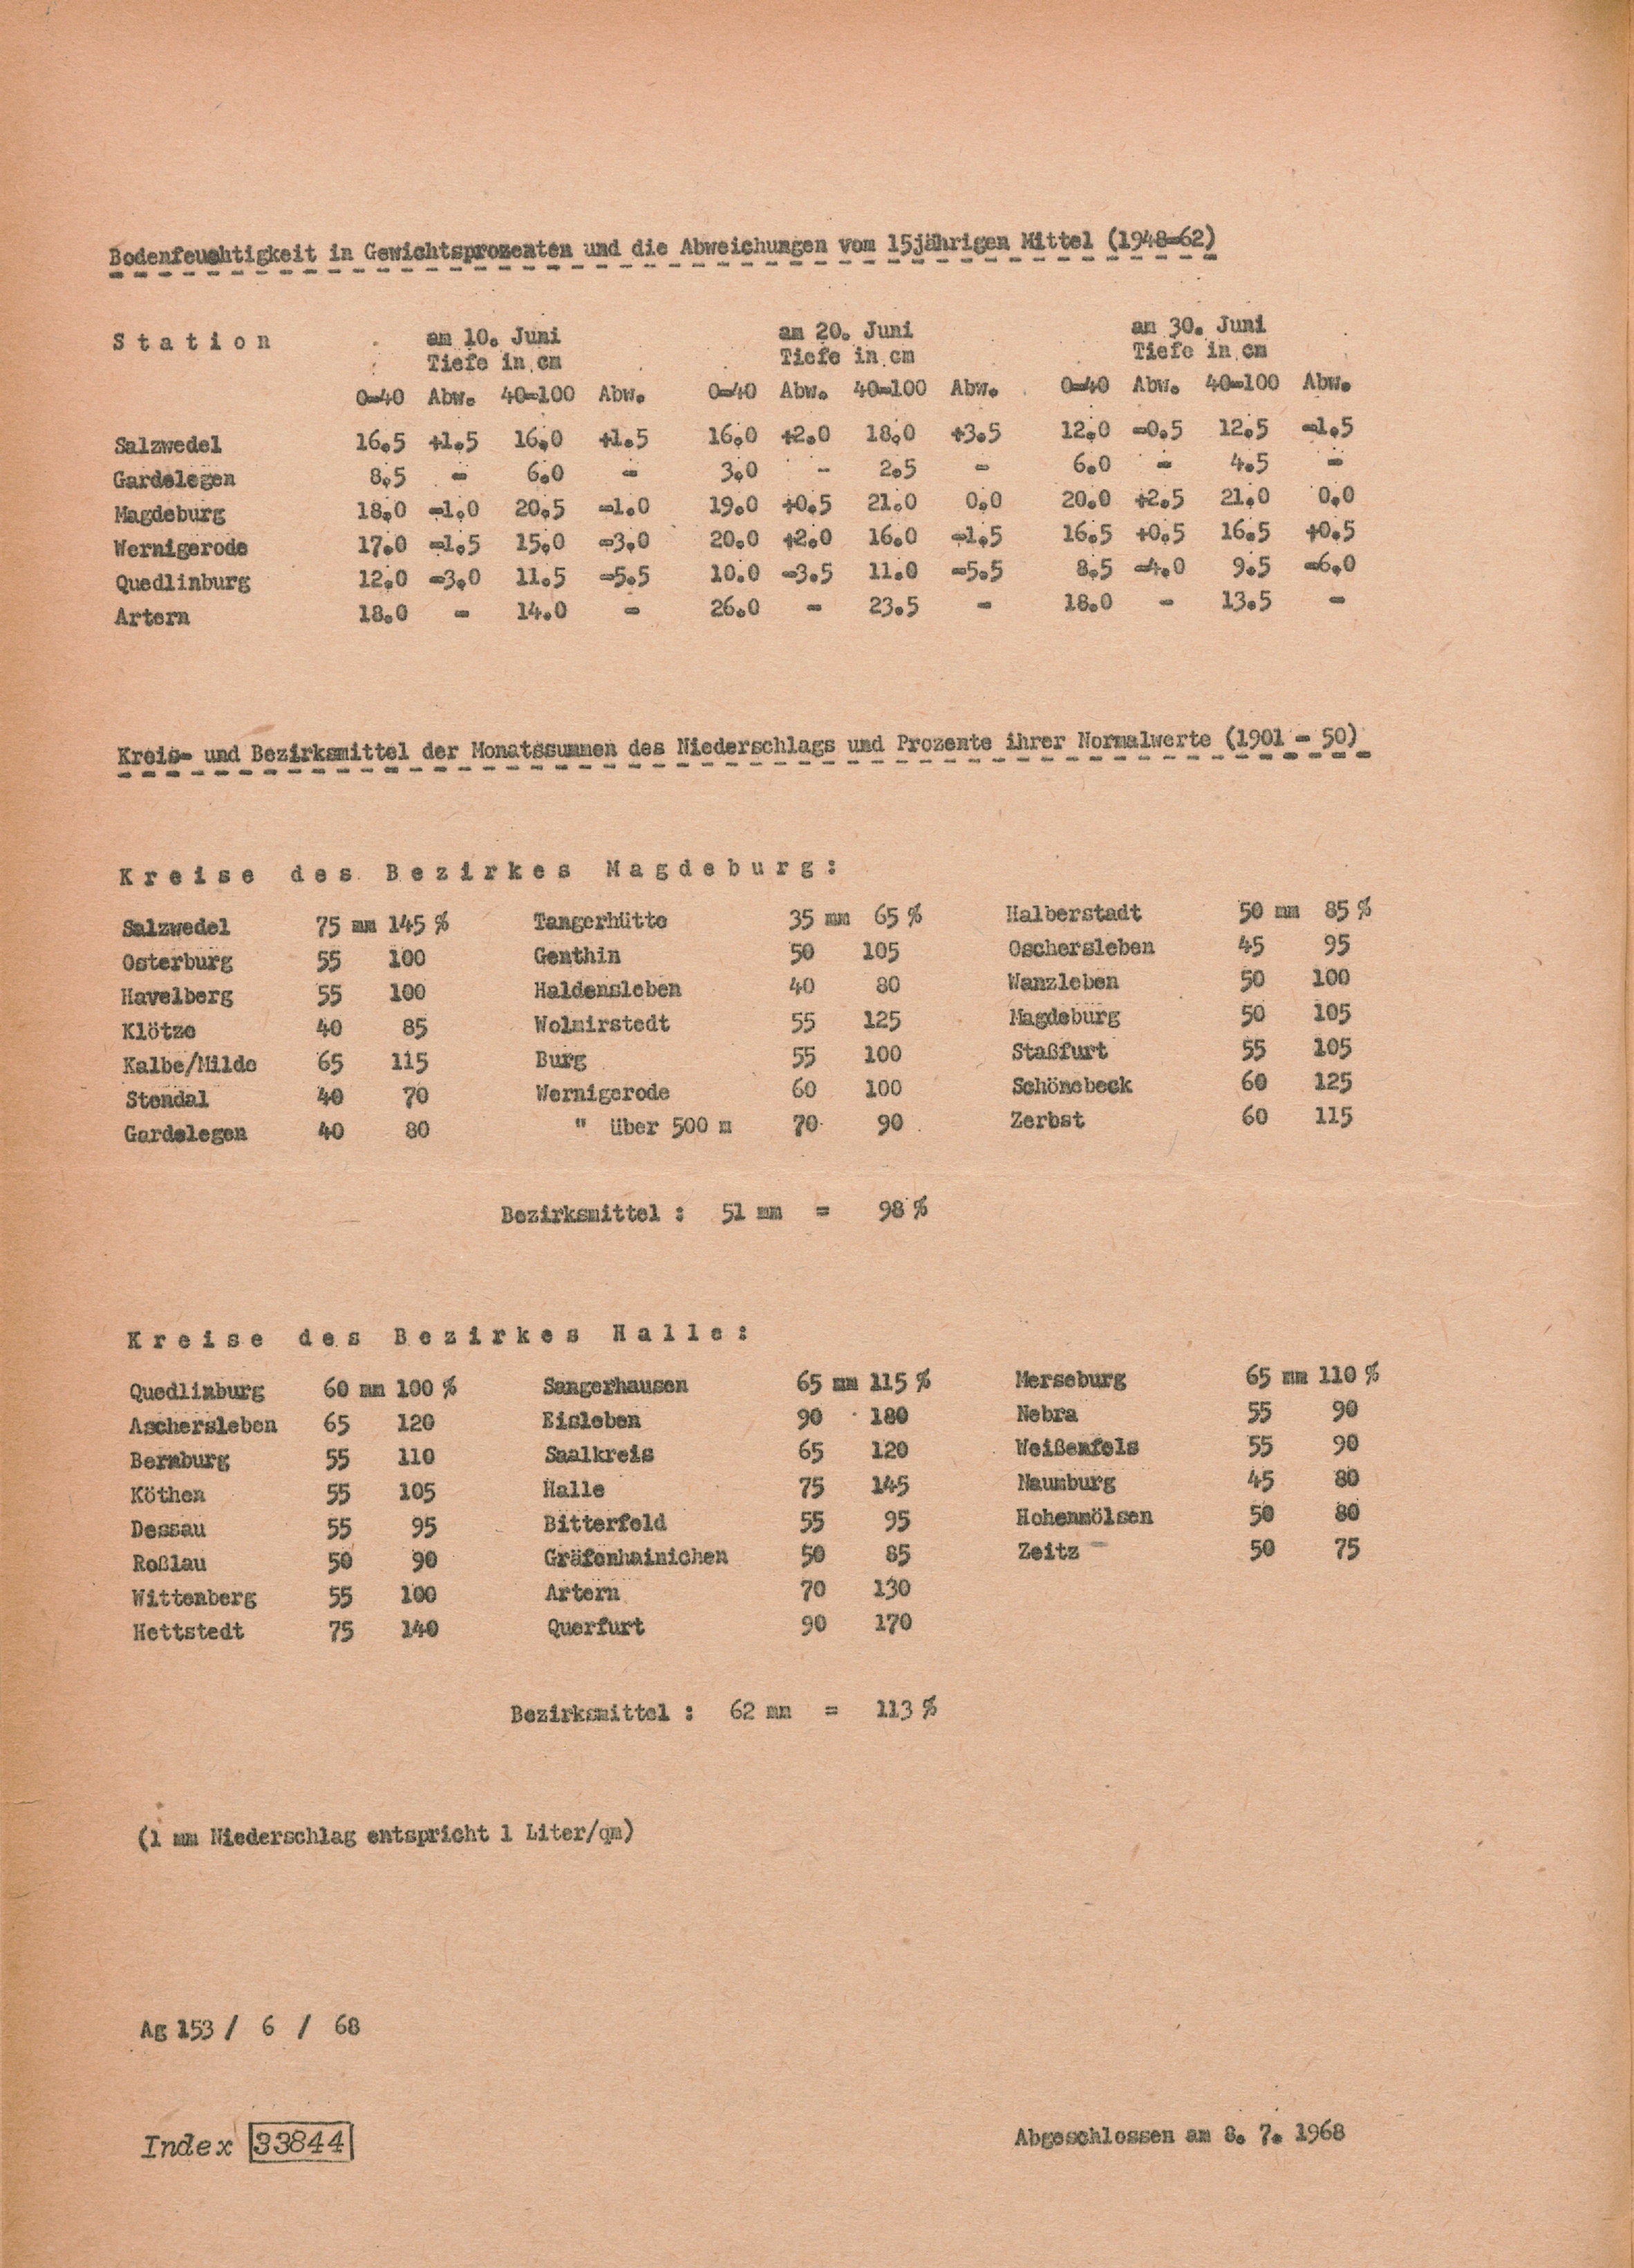 Bodenfeuchtigkeit in Gewichtsprozenten und die Abweichungen vom 15jährigen Mittel (1948-62)
Station am 10. Juni am 20. Juni an 30. Juni
Tiefe in cm Tiefe in cm Tiefe in cm
0-40 Abw. 40-100 Abw. 0-40 Abw. 40-100 Abw. 0-40 Abw. 40-100 Abw.
Salzwedel 16.5 +1.5 16.0 +1.5 16.0 +2.0 18.0 +3.5 12.0 -0.5 12.5 -1.5
Gardelegen 8.5 - 6.0 - 3.0 - 2.5 - 6.0 - 4.5 -
Magdeburg 18.0 -1.0 20.5 -1.0 19.0 +0.5 21.0 0.0 20.0 +2.5 21.0 0.0
Wernigerode 17.0 -1.5 15.0 -3.0 20.0 +2.0 16.0 -1.5 16.5 +0.5 16.5 +0.5
Quedlinburg 12.0 -3.0 11.5 -5.5 10.0 -3.5 11.0 -5.5 8.5 -4.0 9.5 -6.0
Artern 18.0 - 14.0 - 26.0 - 23.5 - 18.0 - 13.5 -
Kreis- und Bezirksmittel der Monatssummen des Niederschlags und Prozente ihrer Normalwerte (1901 - 50)
Kreise des Bezirkes Magdeburg:
Salzwedel 75 mm 145 % Tangerhütte 35 mm 65 % Halberstadt 50 mm 85 %
Osterburg 55 100 Genthin 50 105 Oschersleben 45 95
Havelberg 55 100 Haldensleben 40 80 Wanzleben 50 100
Klötze 40 85 Wolmirstedt 55 125 Magdeburg 50 105
Kalbe/Milde 65 115 Burg 55 100 Staßfurt 55 105
Stendal 40 70 Wernigerode 60 100 Schönebeck 60 125
Gardelegen 40 80 " über 500 m 70 90 Zerbst 60 115
Bezirksmittel : 51 mm = 98 %
Kreise des Bezirkes Halle:
Quedlinburg 60 mm 100 % Sangerhausen 65 mm 115 % Merseburg 65 mm 110 %
Aschersleben 65 120 Eisleben 90 180 Nebra 55 90
Bernburg 55 110 Saalkreis 65 120 Weißenfels 55 90
Köthen 55 105 Halle 75 145 Naumburg 45 80
Dessau 55 95 Bitterfeld 55 95 Hohenmölsen 50 80
Roßlau 50 90 Gräfenhainichen 50 85 Zeitz 50 75
Wittenberg 55 100 Artern 70 130
Hettstedt 75 140 Querfurt 90 170
Bezirksmittel : 62 mm = 113 %
(1 mm Niederschlag entspricht 1 Liter/qm)
Ag 153 / 6 / 68
Index 33844
Abgeschlossen am 8. 7. 1968